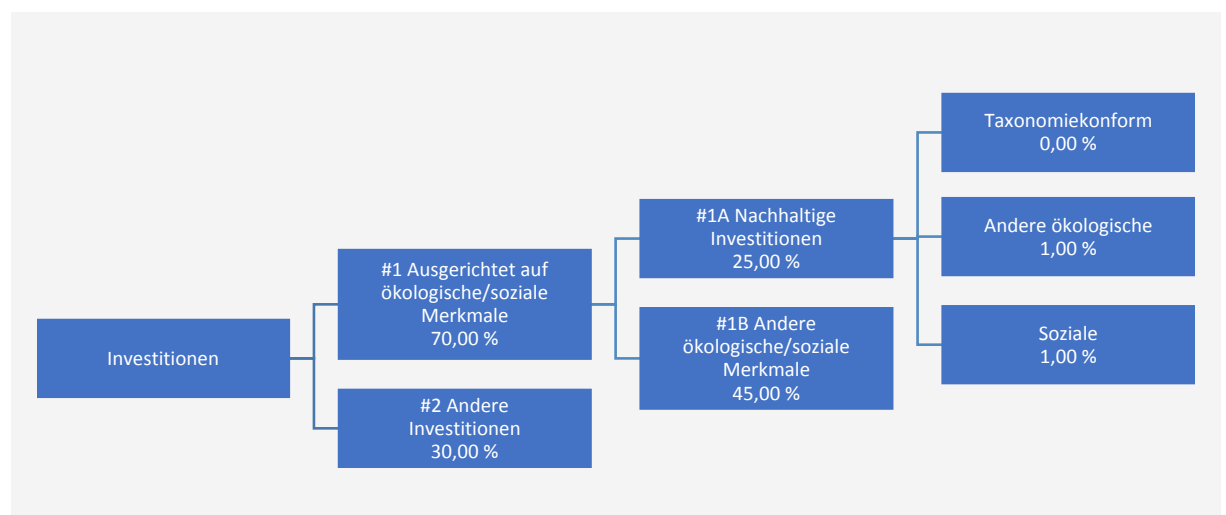 Investitionen
#1 Ausgerichtet auf
ökologische/soziale
Merkmale
70,00 %
#2 Andere
Investitionen
30,00 %
#1A Nachhaltige
Investitionen
25,00 %
#1B Andere
ökologische/soziale
Merkmale
45,00 %
Taxonomiekonform
0,00 %
Andere ökologische
1,00 %
Soziale
1,00 %